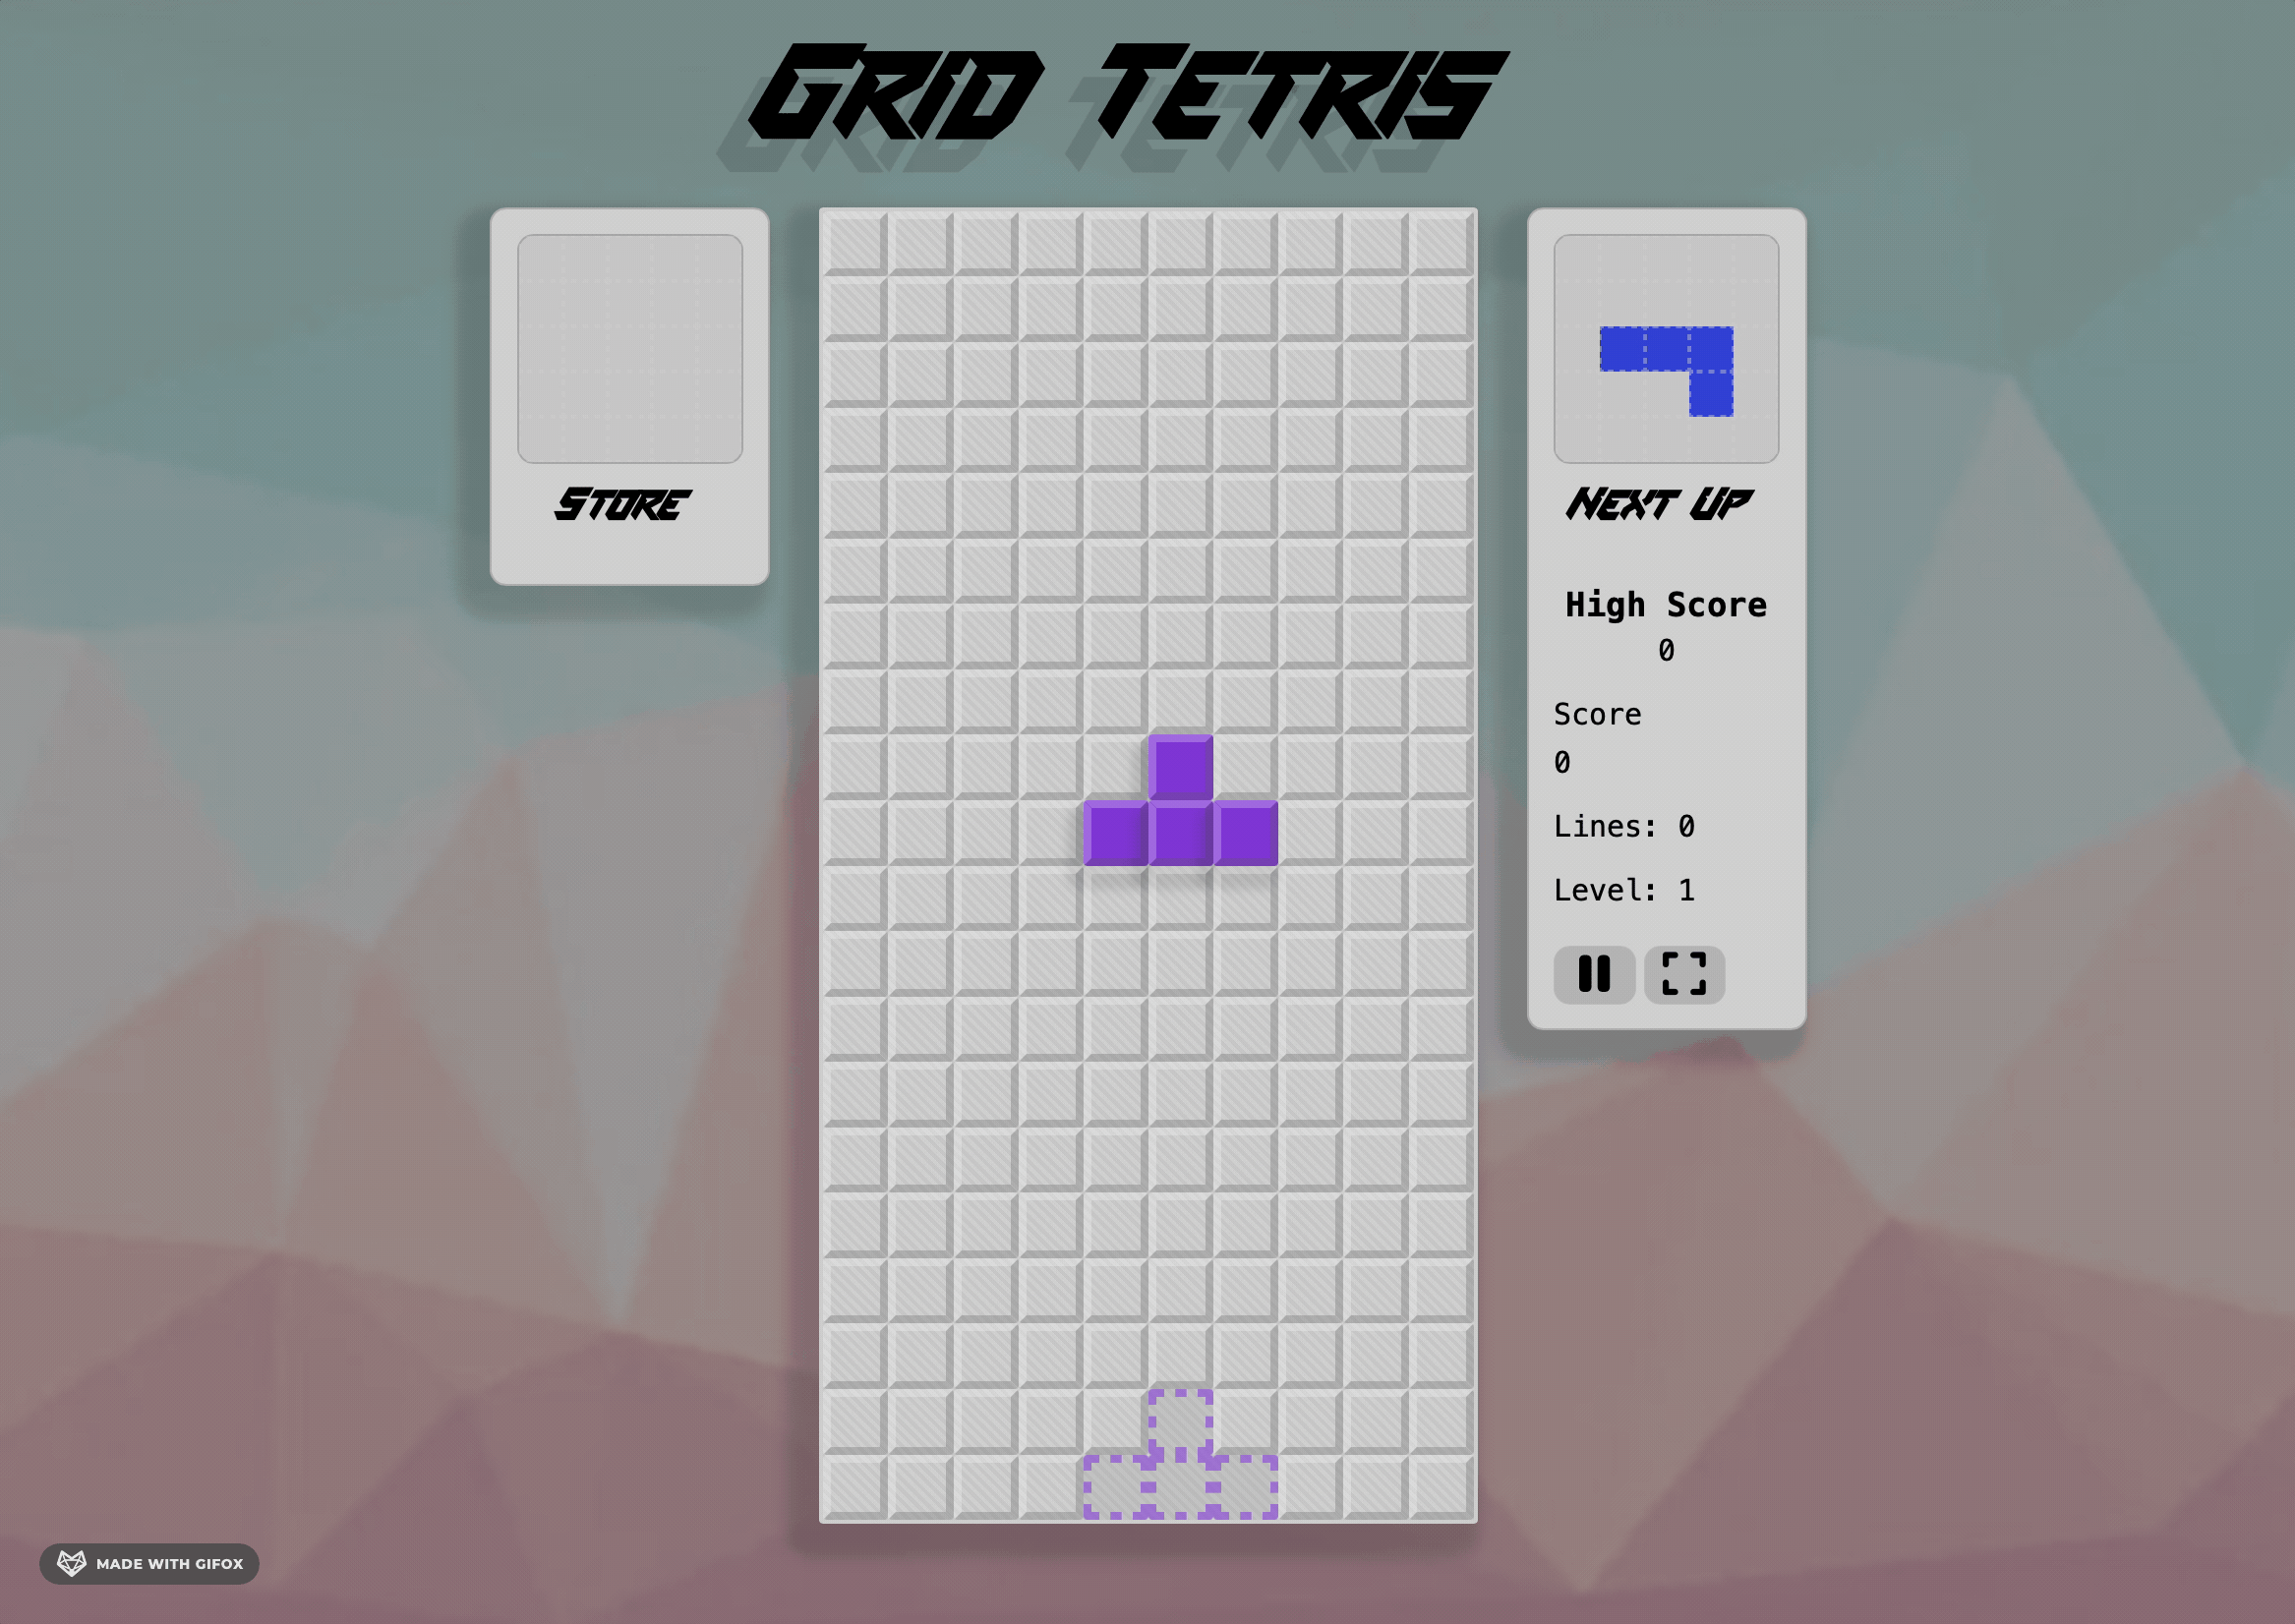 GRID TETRIS
STORE
NEXT UP
High Score
0
Score
0
Lines: 0
Level: 1
MADE WITH GIFOX